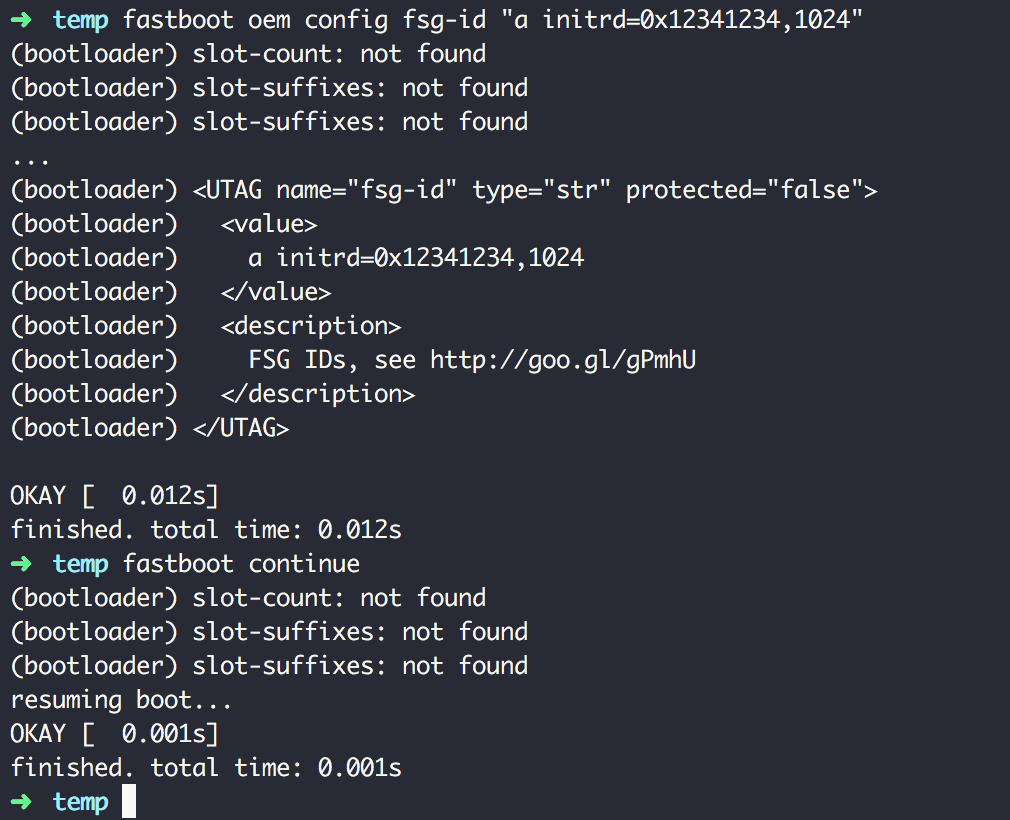 ➜ temp fastboot oem config fsg-id "a initrd=0x12341234,1024"
(bootloader) slot-count: not found
(bootloader) slot-suffixes: not found
(bootloader) slot-suffixes: not found
...
(bootloader) <UTAG name="fsg-id" type="str" protected="false">
(bootloader)   <value>
(bootloader)     a initrd=0x12341234,1024
(bootloader)   </value>
(bootloader)   <description>
(bootloader)     FSG IDs, see http://goo.gl/gPmhU
(bootloader)   </description>
(bootloader) </UTAG>

OKAY [  0.012s]
finished. total time: 0.012s
➜ temp fastboot continue
(bootloader) slot-count: not found
(bootloader) slot-suffixes: not found
(bootloader) slot-suffixes: not found
resuming boot...
OKAY [  0.001s]
finished. total time: 0.001s
➜ temp